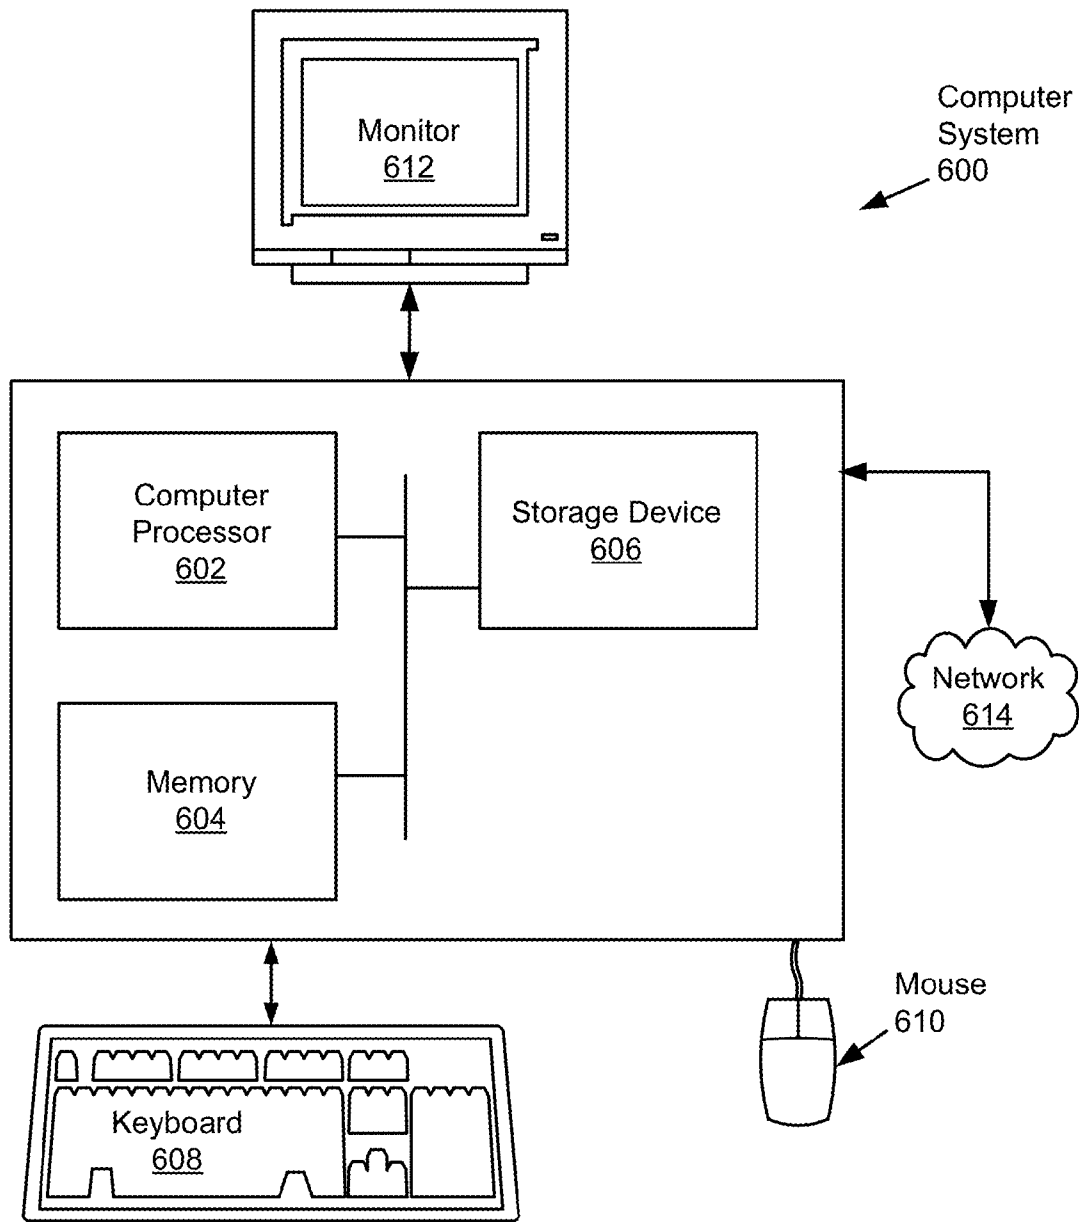 Monitor
612
Computer
System
600
Computer
Processor
602
Storage Device
606
Network
614
Memory
604
Mouse
610
Keyboard
608